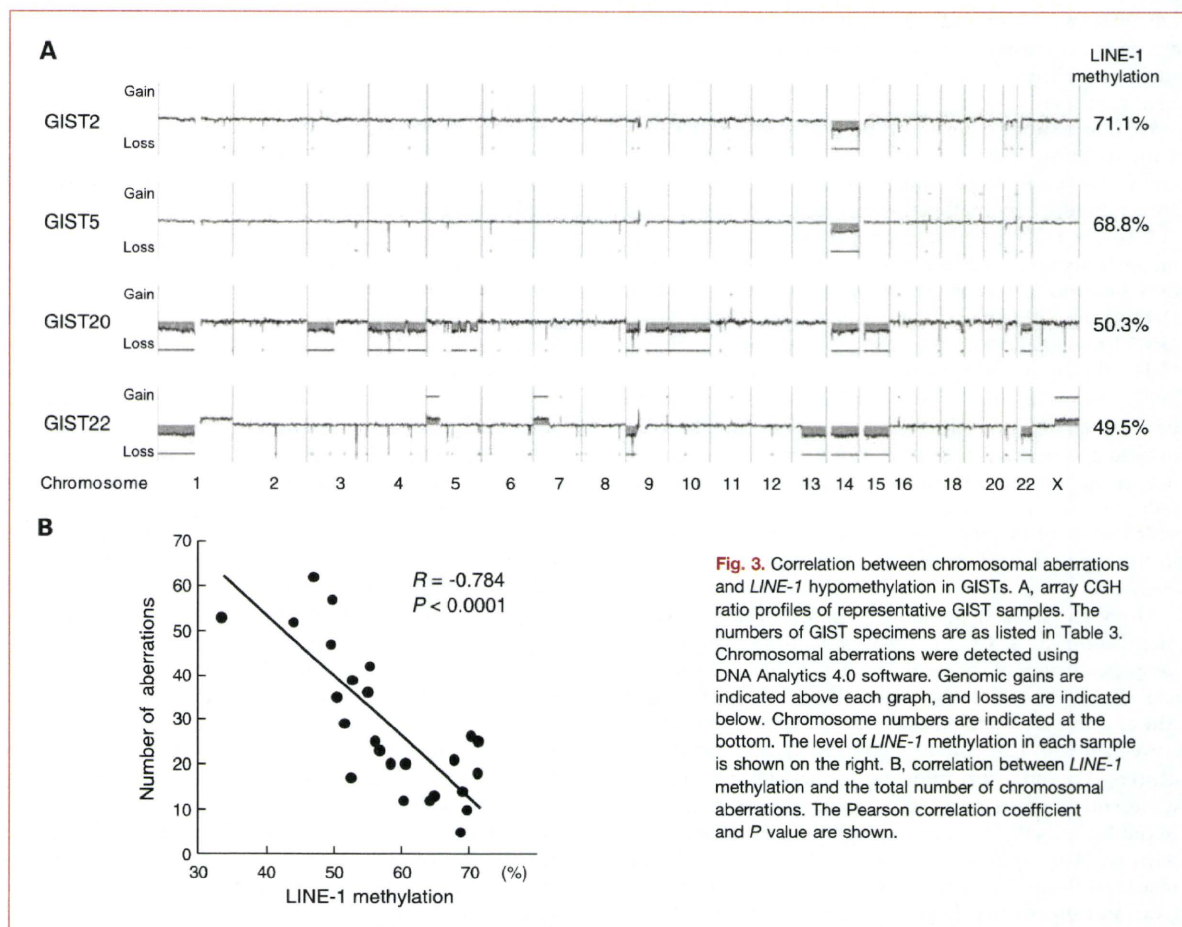 A
LINE-1
methylation
Gain
GIST2
Loss
71.1%
Gain
GIST5
Loss
68.8%
Gain
GIST20
Loss
50.3%
Gain
GIST22
Loss
49.5%
Chromosome 1 2 3 4 5 6 7 8 9 10 11 12 13 14 15 16 18 20 22 X
B
70
60
50
40
30
20
10
0
Number of aberrations
R = -0.784
P < 0.0001
30 40 50 60 70 (%)
LINE-1 methylation
Fig. 3. Correlation between chromosomal aberrations
and LINE-1 hypomethylation in GISTs. A, array CGH
ratio profiles of representative GIST samples. The
numbers of GIST specimens are as listed in Table 3.
Chromosomal aberrations were detected using
DNA Analytics 4.0 software. Genomic gains are
indicated above each graph, and losses are indicated
below. Chromosome numbers are indicated at the
bottom. The level of LINE-1 methylation in each sample
is shown on the right. B, correlation between LINE-1
methylation and the total number of chromosomal
aberrations. The Pearson correlation coefficient
and P value are shown.